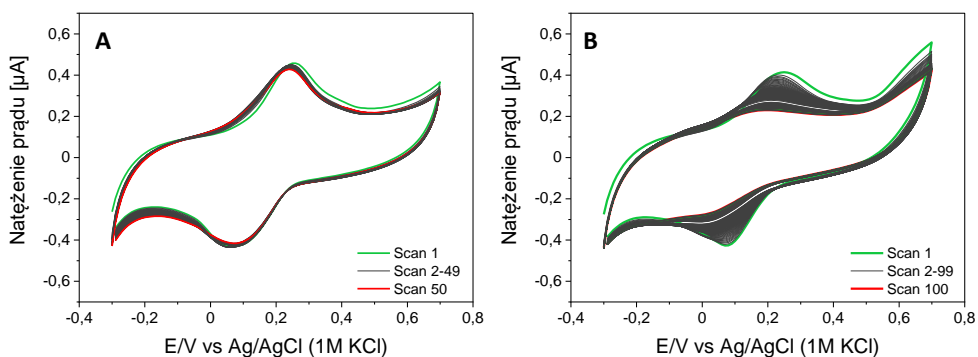 A
Natężenie prądu [µA]
0,6
0,4
0,2
0
-0,2
-0,4
-0,6
Scan 1
Scan 2-49
Scan 50
-0,4 -0,2 0 0,2 0,4 0,6 0,8
E/V vs Ag/AgCl (1M KCl)
B
Natężenie prądu [µA]
0,6
0,4
0,2
0
-0,2
-0,4
-0,6
Scan 1
Scan 2-99
Scan 100
-0,4 -0,2 0 0,2 0,4 0,6 0,8
E/V vs Ag/AgCl (1M KCl)